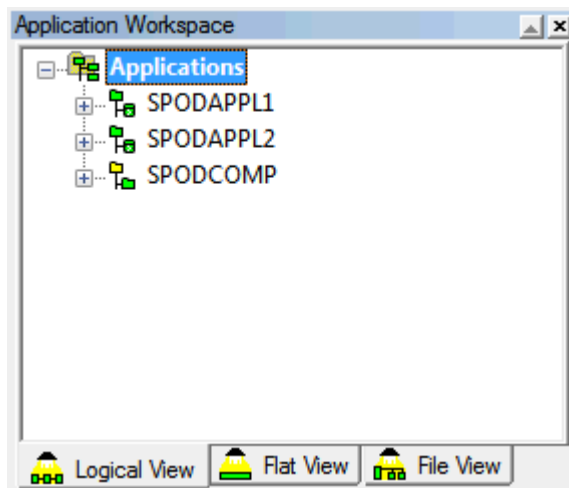 Application Workspace
Applications
SPODAPPL1
SPODAPPL2
SPODCOMP
Logical View Flat View File View